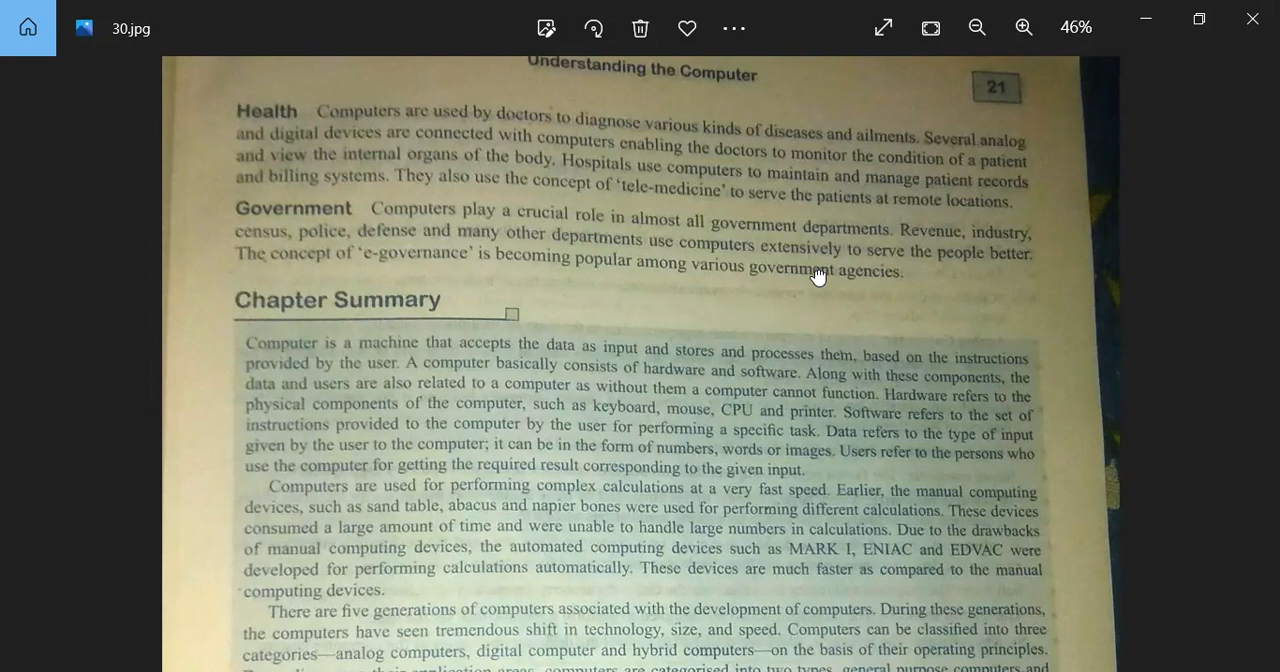 30.jpg
46%
Understanding the Computer
21
Health Computers are used by doctors to diagnose various kinds of diseases and ailments. Several analog
and digital devices are connected with computers enabling the doctors to monitor the condition of a patient
and view the internal organs of the body. Hospitals use computers to maintain and manage patient records
and billing systems. They also use the concept of ‘tele-medicine’ to serve the patients at remote locations.
Government Computers play a crucial role in almost all government departments. Revenue, industry,
census, police, defense and many other departments use computers extensively to serve the people better.
The concept of ‘e-governance’ is becoming popular among various government agencies.
Chapter Summary
Computer is a machine that accepts the data as input and stores and processes them, based on the instructions
provided by the user. A computer basically consists of hardware and software. Along with these components, the
data and users are also related to a computer as without them a computer cannot function. Hardware refers to the
physical components of the computer, such as keyboard, mouse, CPU and printer. Software refers to the set of
instructions provided to the computer by the user for performing a specific task. Data refers to the type of input
given by the user to the computer; it can be in the form of numbers, words or images. Users refer to the persons who
use the computer for getting the required result corresponding to the given input.
Computers are used for performing complex calculations at a very fast speed. Earlier, the manual computing
devices, such as sand table, abacus and napier bones were used for performing different calculations. These devices
consumed a large amount of time and were unable to handle large numbers in calculations. Due to the drawbacks
of manual computing devices, the automated computing devices such as MARK I, ENIAC and EDVAC were
developed for performing calculations automatically. These devices are much faster as compared to the manual
computing devices.
There are five generations of computers associated with the development of computers. During these generations,
the computers have seen tremendous shift in technology, size, and speed. Computers can be classified into three
categories—analog computers, digital computer and hybrid computers—on the basis of their operating principles.
their application areas, computers are categorised into two types, general purpose computers and